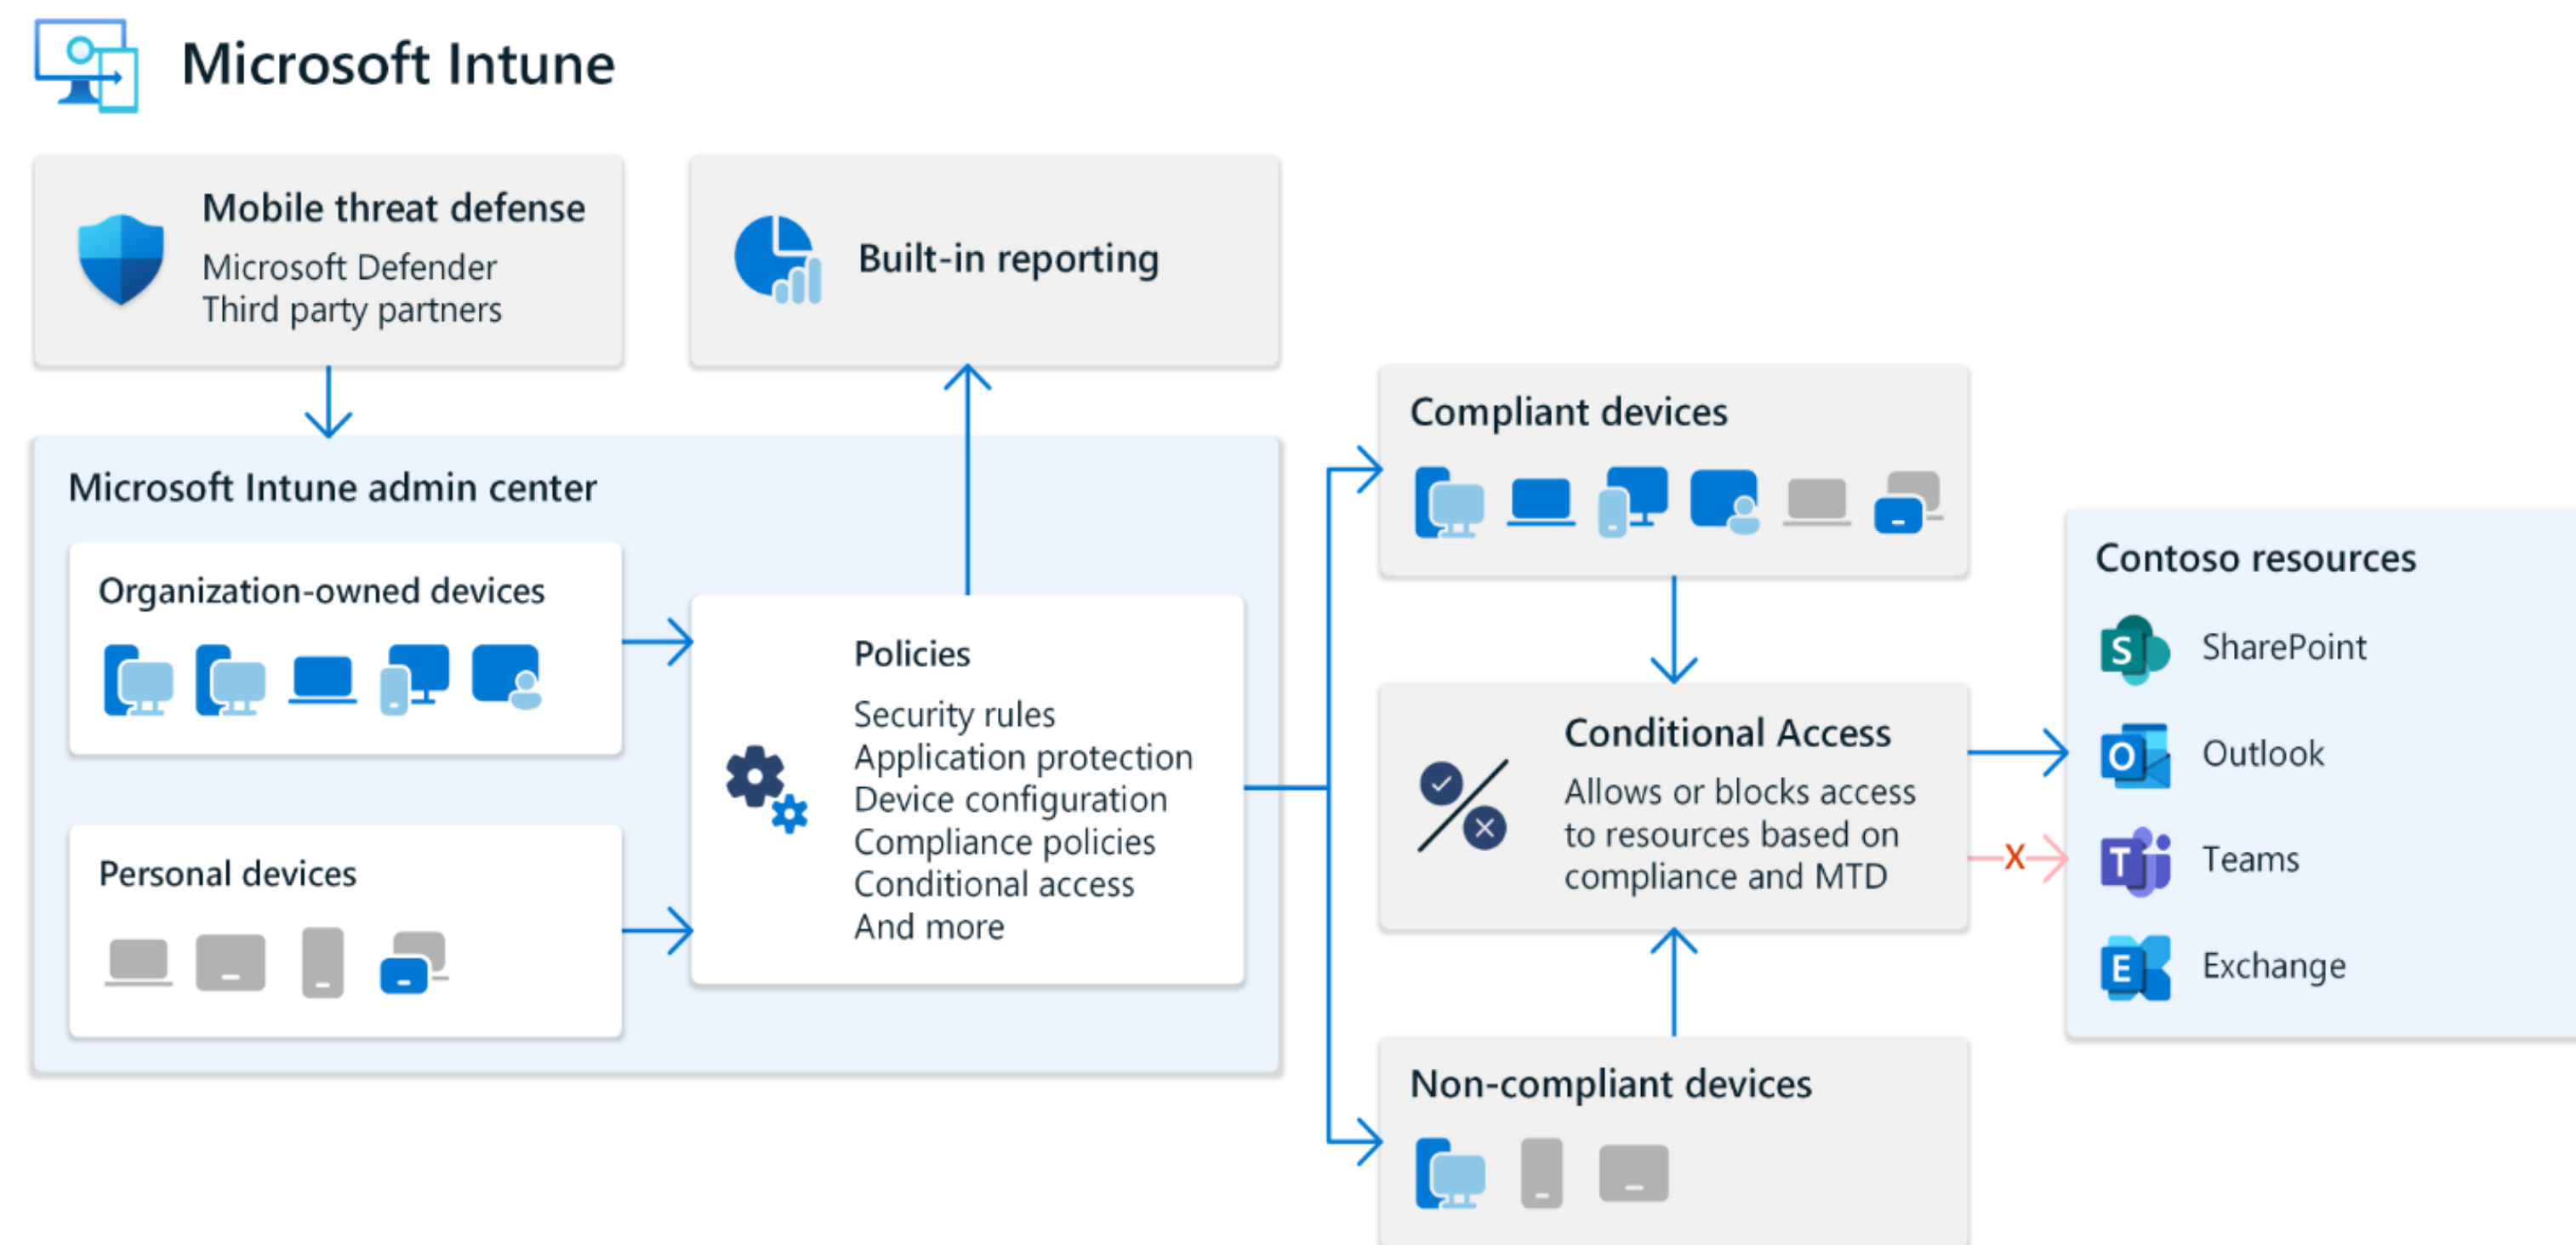 Microsoft Intune
Mobile threat defense
Microsoft Defender
Third party partners
Built-in reporting
Microsoft Intune admin center
Organization-owned devices
Personal devices
Policies
Security rules
Application protection
Device configuration
Compliance policies
Conditional access
And more
Compliant devices
Conditional Access
Allows or blocks access
to resources based on
compliance and MTD
Non-compliant devices
X
Contoso resources
S SharePoint
O Outlook
T Teams
E Exchange